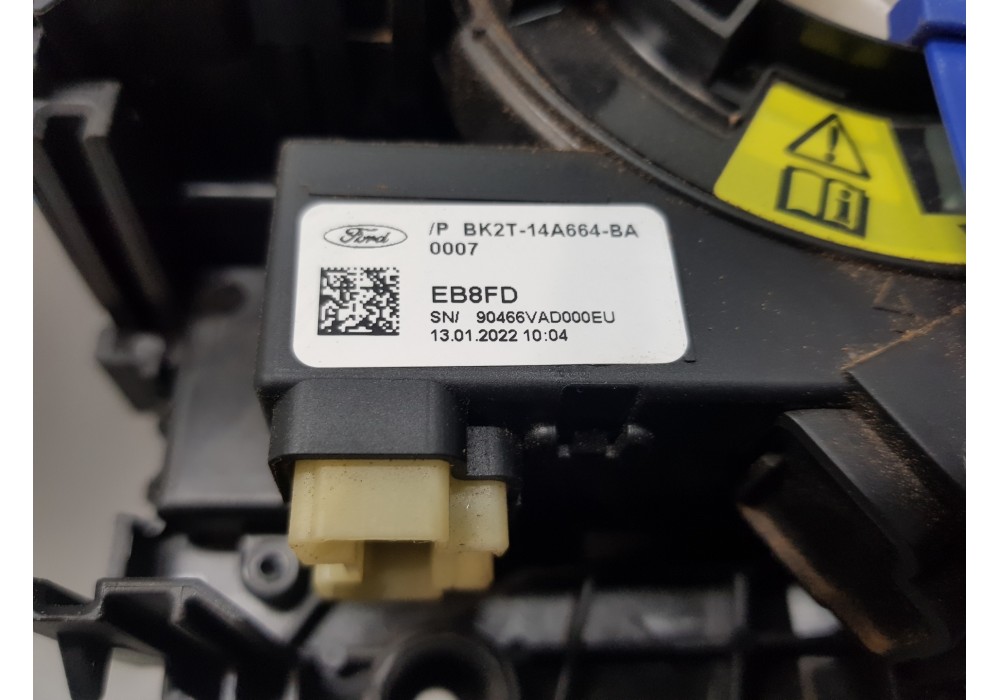 Ford
/P BK2T-14A664-BA
0007
EB8FD
SN/ 90466VAD000EU
13.01.2022 10:04